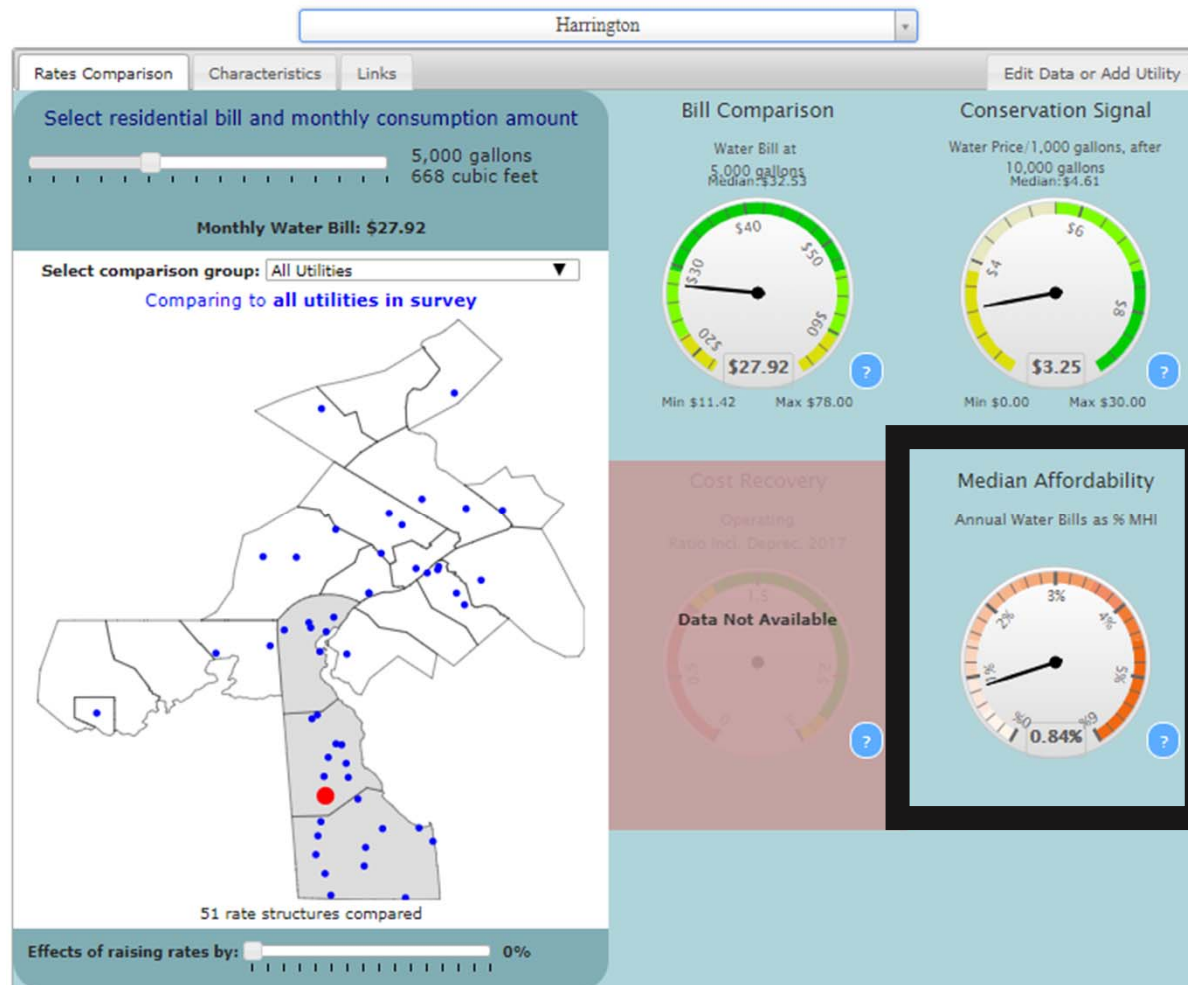 Harrington
Rates Comparison
Characteristics
Links
Edit Data or Add Utility
Select residential bill and monthly consumption amount
5,000 gallons
668 cubic feet
Monthly Water Bill: $27.92
Select comparison group: All Utilities
Comparing to all utilities in survey
51 rate structures compared
Effects of raising rates by: 0%
Bill Comparison
Water Bill at
5,000 gallons
Median:$32.53
$20
$30
$40
$50
$60
$27.92
?
Min $11.42 Max $78.00
Conservation Signal
Water Price/1,000 gallons, after
10,000 gallons
Median:$4.61
$4
$6
$8
$3.25
?
Min $0.00 Max $30.00
Cost Recovery
Operating
Ratio Incl. Deprec. 2017
1.5
Data Not Available
?
Median Affordability
Annual Water Bills as % MHI
0%
1%
2%
3%
4%
5%
6%
0.84%
?